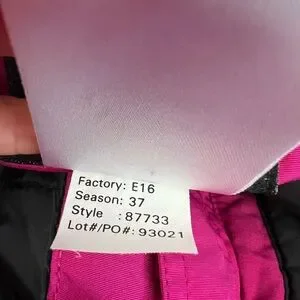 Factory: E16
Season: 37
Style : 87733
Lot#/PO#: 93021